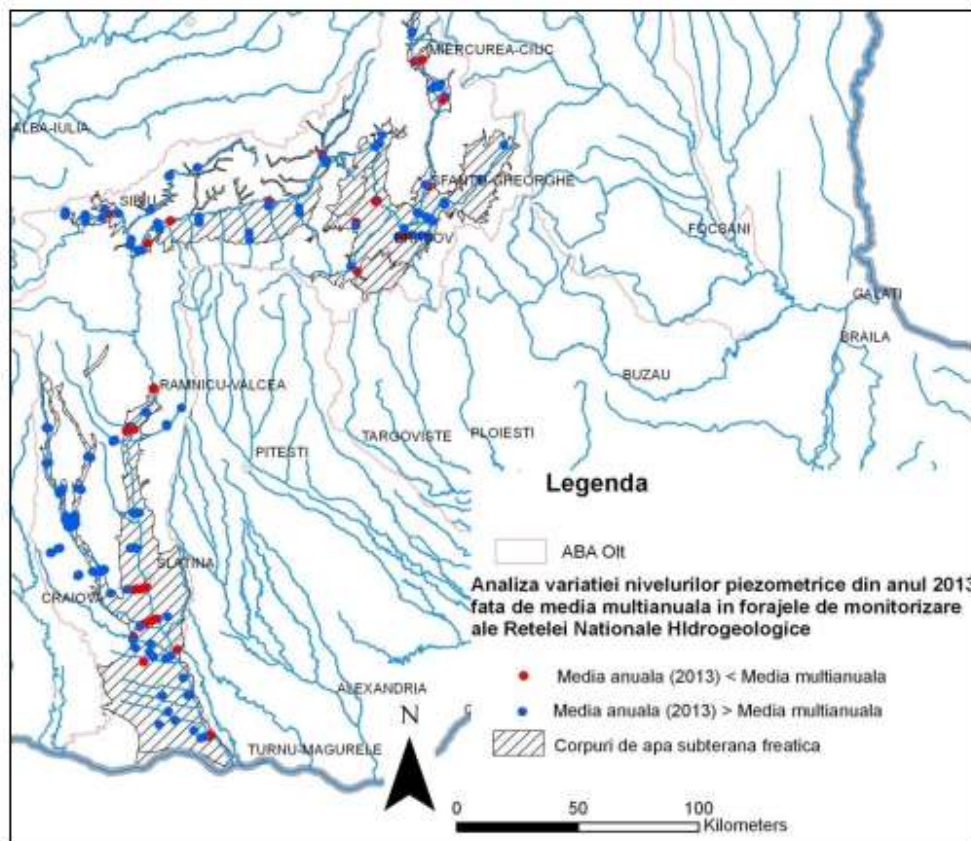 MIERCUREA-CIUC
ALBA-IULIA
SFANTU-GHEORGHE
SIBIU
BRASOV
FOCSANI
GALATI
BRAILA
RAMNICU-VALCEA
BUZAU
TARGOVISTE
PLOIESTI
PITESTI
Legenda
ABA Olt
SLATINA
Analiza variatiei nivelurilor piezometrice din anul 2013
CRAIOVA
fata de media multianuala in forajele de monitorizare
ale Retelei Nationale HIdrogeologice
Media anuala (2013) < Media multianuala
ALEXANDRIA
N
Media anuala (2013) > Media multianuala
TURNU-MAGURELE
Corpuri de apa subterana freatica
0 50 100
Kilometers